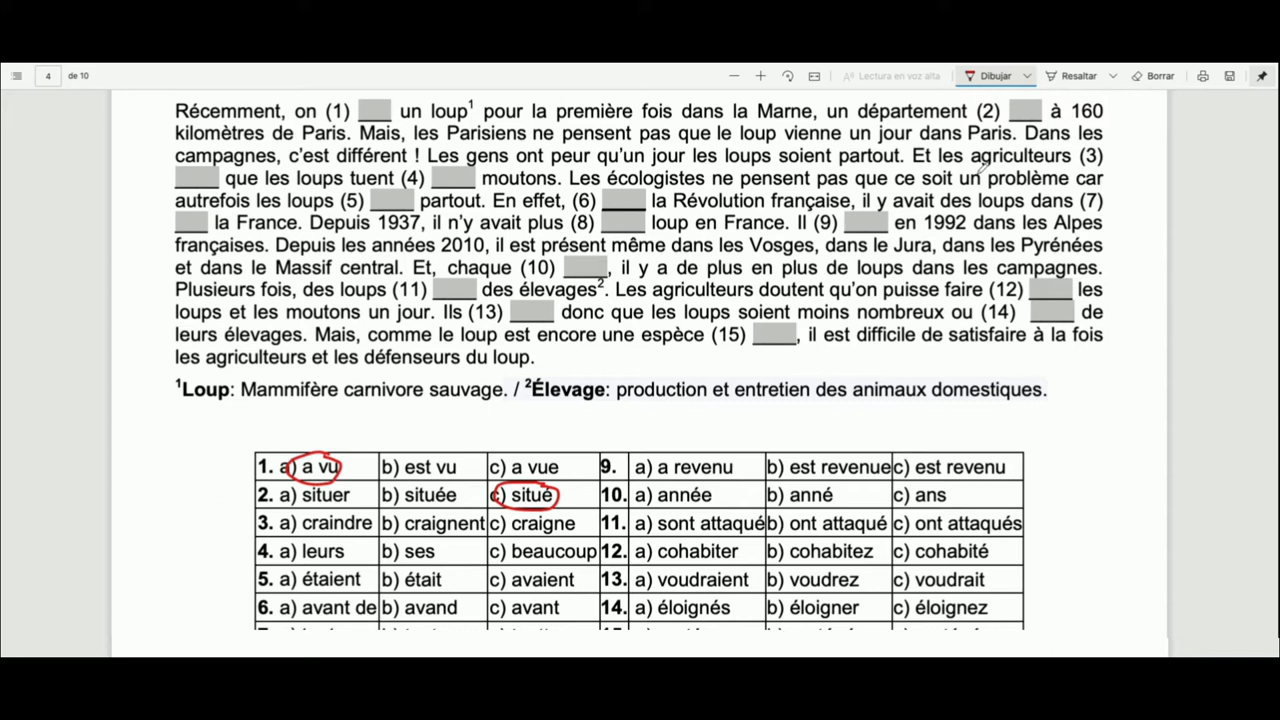 4 de 10 Lectura en voz alta Dibujar Resaltar Borrar
Récemment, on (1) ___ un loup1 pour la première fois dans la Marne, un département (2) ___ à 160
kilomètres de Paris. Mais, les Parisiens ne pensent pas que le loup vienne un jour dans Paris. Dans les
campagnes, c'est différent ! Les gens ont peur qu'un jour les loups soient partout. Et les agriculteurs (3)
___ que les loups tuent (4) ___ moutons. Les écologistes ne pensent pas que ce soit un problème car
autrefois les loups (5) ___ partout. En effet, (6) ___ la Révolution française, il y avait des loups dans (7)
___ la France. Depuis 1937, il n'y avait plus (8) ___ loup en France. Il (9) ___ en 1992 dans les Alpes
françaises. Depuis les années 2010, il est présent même dans les Vosges, dans le Jura, dans les Pyrénées
et dans le Massif central. Et, chaque (10) ___, il y a de plus en plus de loups dans les campagnes.
Plusieurs fois, des loups (11) ___ des élevages2. Les agriculteurs doutent qu'on puisse faire (12) ___ les
loups et les moutons un jour. Ils (13) ___ donc que les loups soient moins nombreux ou (14) ___ de
leurs élevages. Mais, comme le loup est encore une espèce (15) ___, il est difficile de satisfaire à la fois
les agriculteurs et les défenseurs du loup.
1Loup: Mammifère carnivore sauvage. / 2Élevage: production et entretien des animaux domestiques.
1. a) a vu b) est vu c) a vue 9. a) a revenu b) est revenue c) est revenu
2. a) situer b) située c) situé 10. a) année b) anné c) ans
3. a) craindre b) craignent c) craigne 11. a) sont attaqué b) ont attaqué c) ont attaqués
4. a) leurs b) ses c) beaucoup 12. a) cohabiter b) cohabitez c) cohabité
5. a) étaient b) était c) avaient 13. a) voudraient b) voudrez c) voudrait
6. a) avant de b) avand c) avant 14. a) éloignés b) éloigner c) éloignez